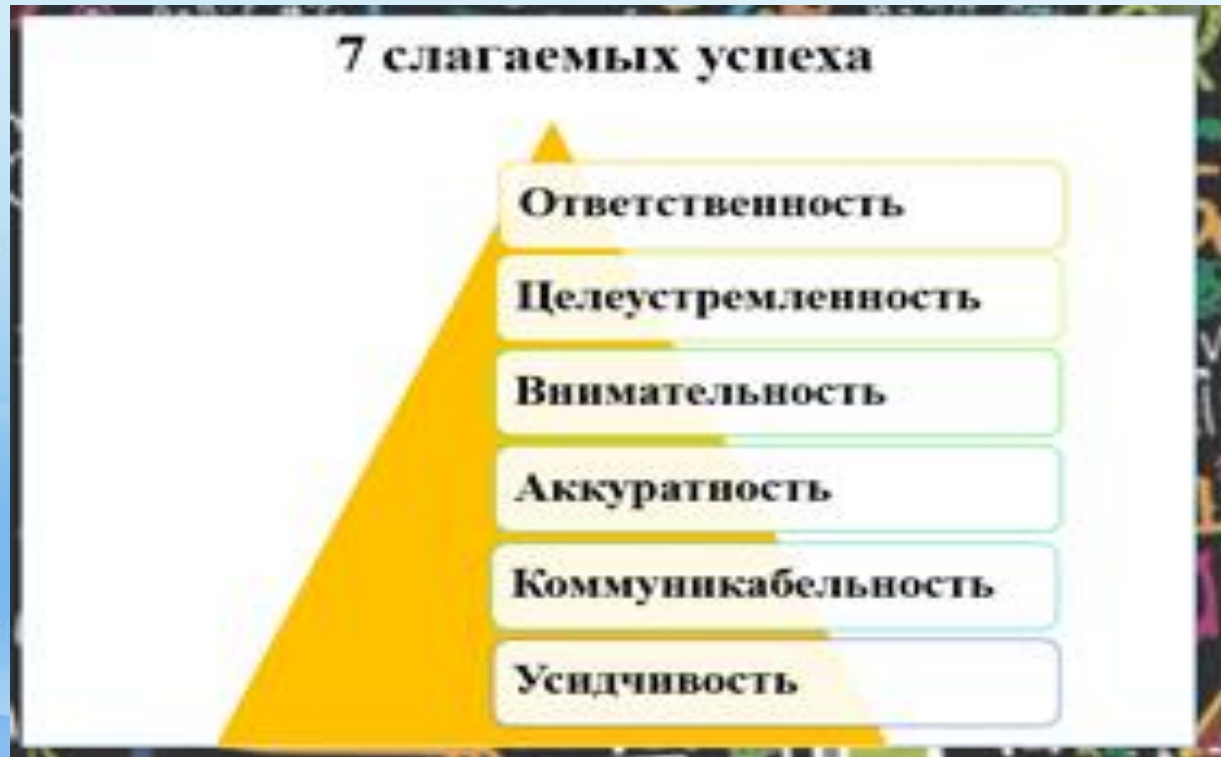 7 слагаемых успеха
Ответственность
Целеустремленность
Внимательность
Аккуратность
Коммуникабельность
Усидчивость